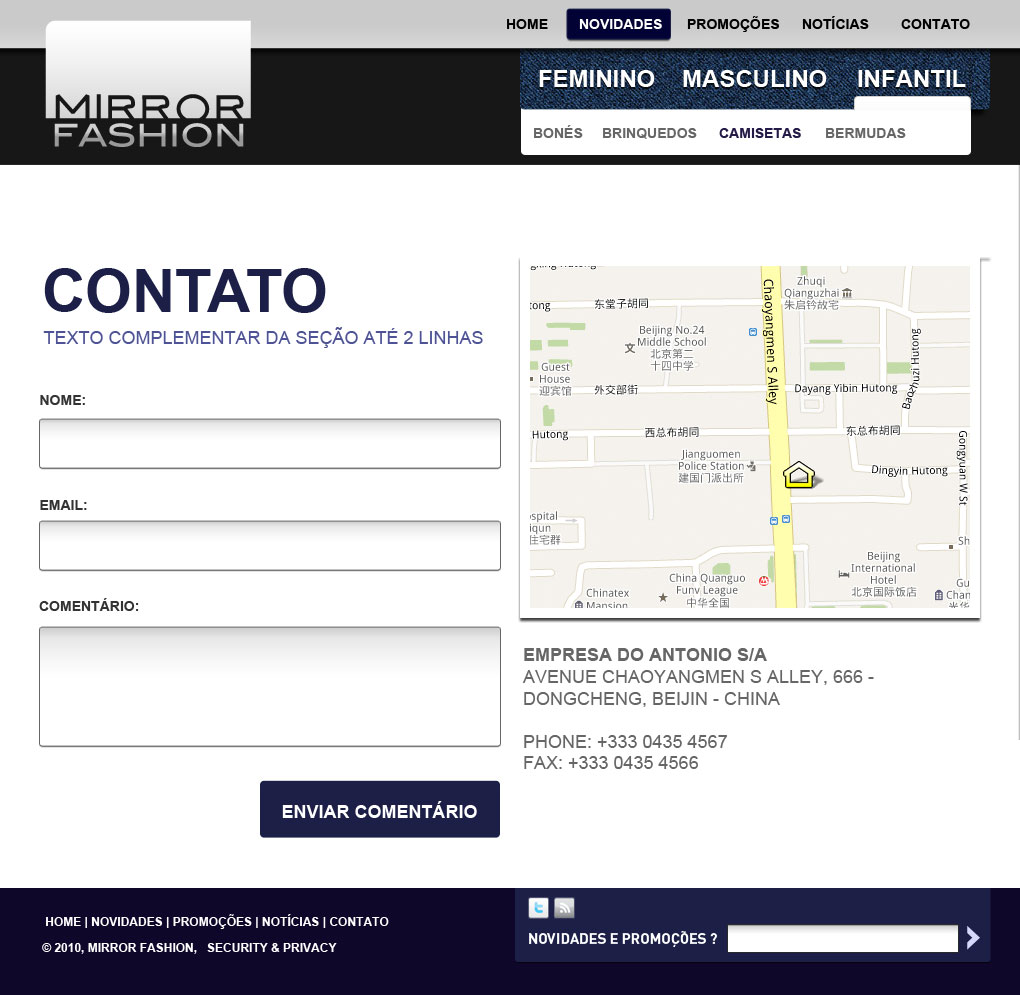 HOME NOVIDADES PROMOÇÕES NOTÍCIAS CONTATO
MIRROR
FASHION
FEMININO MASCULINO INFANTIL
BONÉS BRINQUEDOS CAMISETAS BERMUDAS
CONTATO
TEXTO COMPLEMENTAR DA SEÇÃO ATÉ 2 LINHAS
NOME:
EMAIL:
COMENTÁRIO:
ENVIAR COMENTÁRIO
Hutong
ong
东堂子胡同
Chaoyangmen S Alley
Zhuqi
Qianguzhai
朱启钤故宅
Beijing No.24
Middle School
北京第二
十四中学
文
Guest
House
迎宾馆
外交部街
Dayang Yibin Hutong
Baozhuzi Hutong
Hutong
西总布胡同
东总布胡同
Gongyuan W St
Jianguomen
Police Station
建国门派出所
Dingyin Hutong
spital
iqun
住宅群
Sh
Beijing
International
Hotel
北京国际饭店
China Quanguo
Funv League
中华全国
Chinatex
Mansion
Gu
Chan
EMPRESA DO ANTONIO S/A
AVENUE CHAOYANGMEN S ALLEY, 666 -
DONGCHENG, BEIJIN - CHINA
PHONE: +333 0435 4567
FAX: +333 0435 4566
HOME | NOVIDADES | PROMOÇÕES | NOTÍCIAS | CONTATO
© 2010, MIRROR FASHION, SECURITY & PRIVACY
NOVIDADES E PROMOÇÕES ?